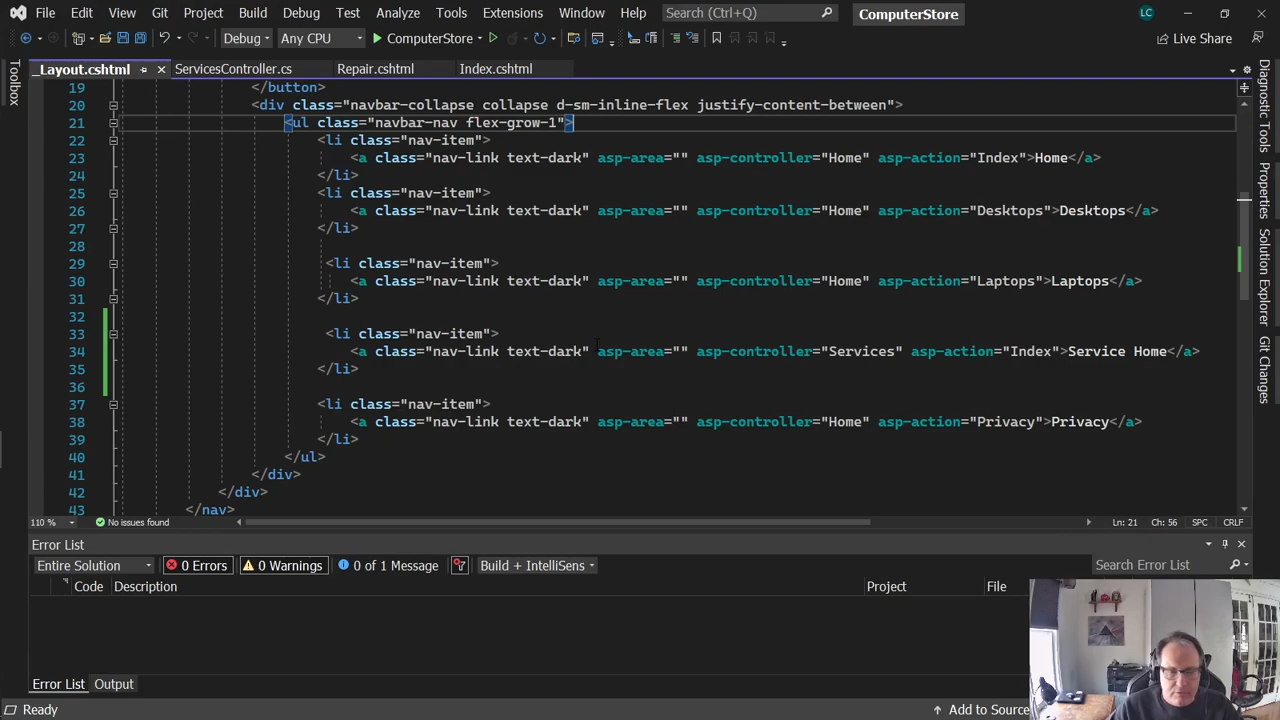 File Edit View Git Project Build Debug Test Analyze Tools Extensions Window Help Search (Ctrl+Q) ComputerStore LC
Debug Any CPU ComputerStore Live Share
_Layout.cshtml ServicesController.cs Repair.cshtml Index.cshtml
19 </button>
20 <div class="navbar-collapse collapse d-sm-inline-flex justify-content-between">
21 <ul class="navbar-nav flex-grow-1">
22 <li class="nav-item">
23 <a class="nav-link text-dark" asp-area="" asp-controller="Home" asp-action="Index">Home</a>
24 </li>
25 <li class="nav-item">
26 <a class="nav-link text-dark" asp-area="" asp-controller="Home" asp-action="Desktops">Desktops</a>
27 </li>
28
29 <li class="nav-item">
30 <a class="nav-link text-dark" asp-area="" asp-controller="Home" asp-action="Laptops">Laptops</a>
31 </li>
32
33 <li class="nav-item">
34 <a class="nav-link text-dark" asp-area="" asp-controller="Services" asp-action="Index">Service Home</a>
35 </li>
36
37 <li class="nav-item">
38 <a class="nav-link text-dark" asp-area="" asp-controller="Home" asp-action="Privacy">Privacy</a>
39 </li>
40 </ul>
41 </div>
42 </div>
43 </nav>
Toolbox
Diagnostic Tools
Properties
Solution Explorer
Git Changes
110 % No issues found Ln: 21 Ch: 56 SPC CRLF
Error List
Entire Solution 0 Errors 0 Warnings 0 of 1 Message Build + IntelliSens Search Error List
Code Description Project File
Error List Output
Ready Add to Source